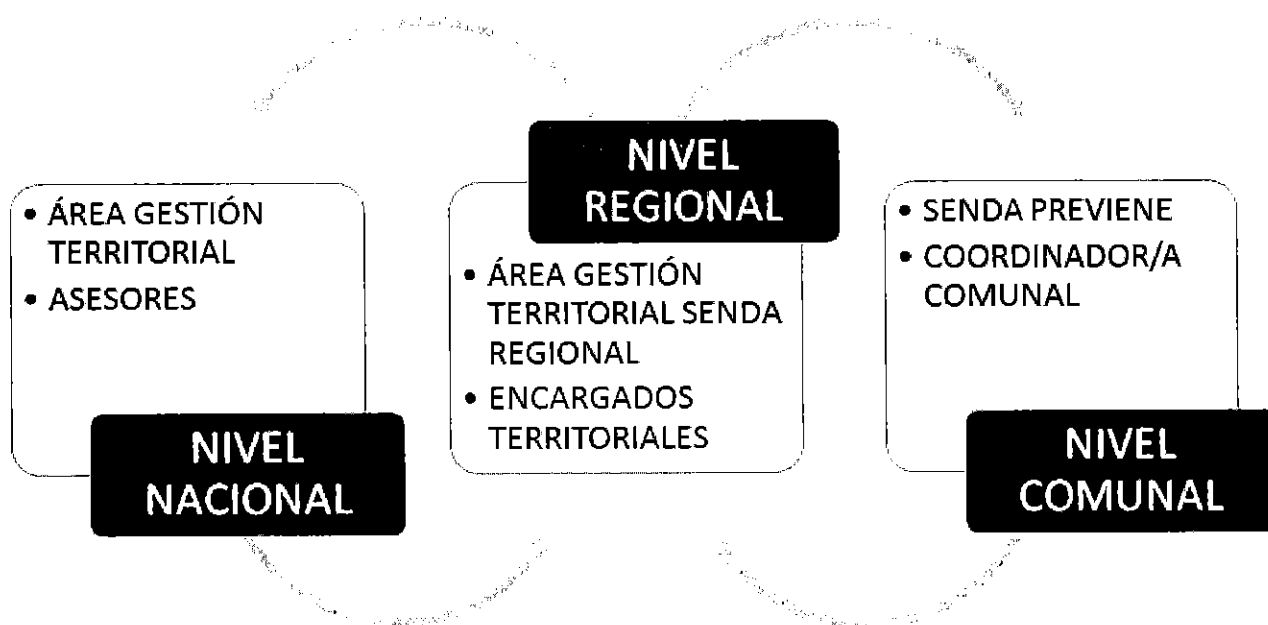 • ÁREA GESTIÓN
TERRITORIAL
• ASESORES
NIVEL
NACIONAL
NIVEL
REGIONAL
• ÁREA GESTIÓN
TERRITORIAL SENDA
REGIONAL
• ENCARGADOS
TERRITORIALES
• SENDA PREVIENE
• COORDINADOR/A
COMUNAL
NIVEL
COMUNAL